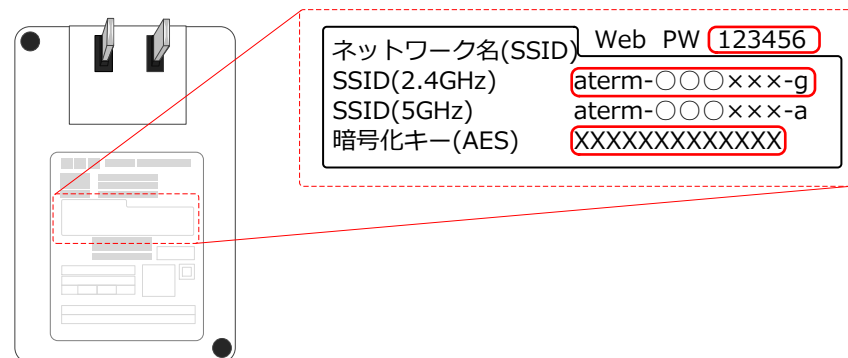 Web PW 123456
ネットワーク名(SSID)
SSID(2.4GHz) aterm-○○○×××-g
SSID(5GHz) aterm-○○○×××-a
暗号化キー(AES) XXXXXXXXXXXXX